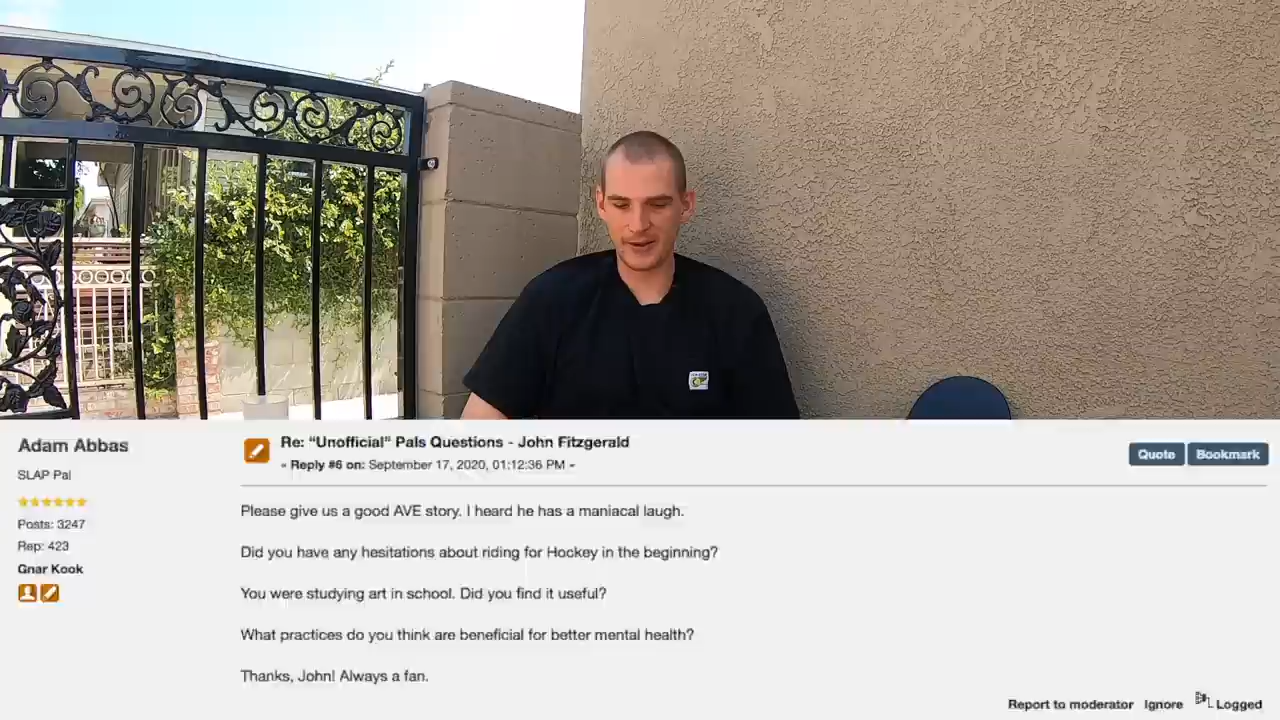 Adam Abbas
SLAP Pal
Posts: 3247
Rep: 423
Gnar Kook
Re: “Unofficial” Pals Questions - John Fitzgerald
« Reply #6 on: September 17, 2020, 01:12:36 PM »
Quote
Bookmark
Please give us a good AVE story. I heard he has a maniacal laugh.
Did you have any hesitations about riding for Hockey in the beginning?
You were studying art in school. Did you find it useful?
What practices do you think are beneficial for better mental health?
Thanks, John! Always a fan.
Report to moderator Ignore Logged